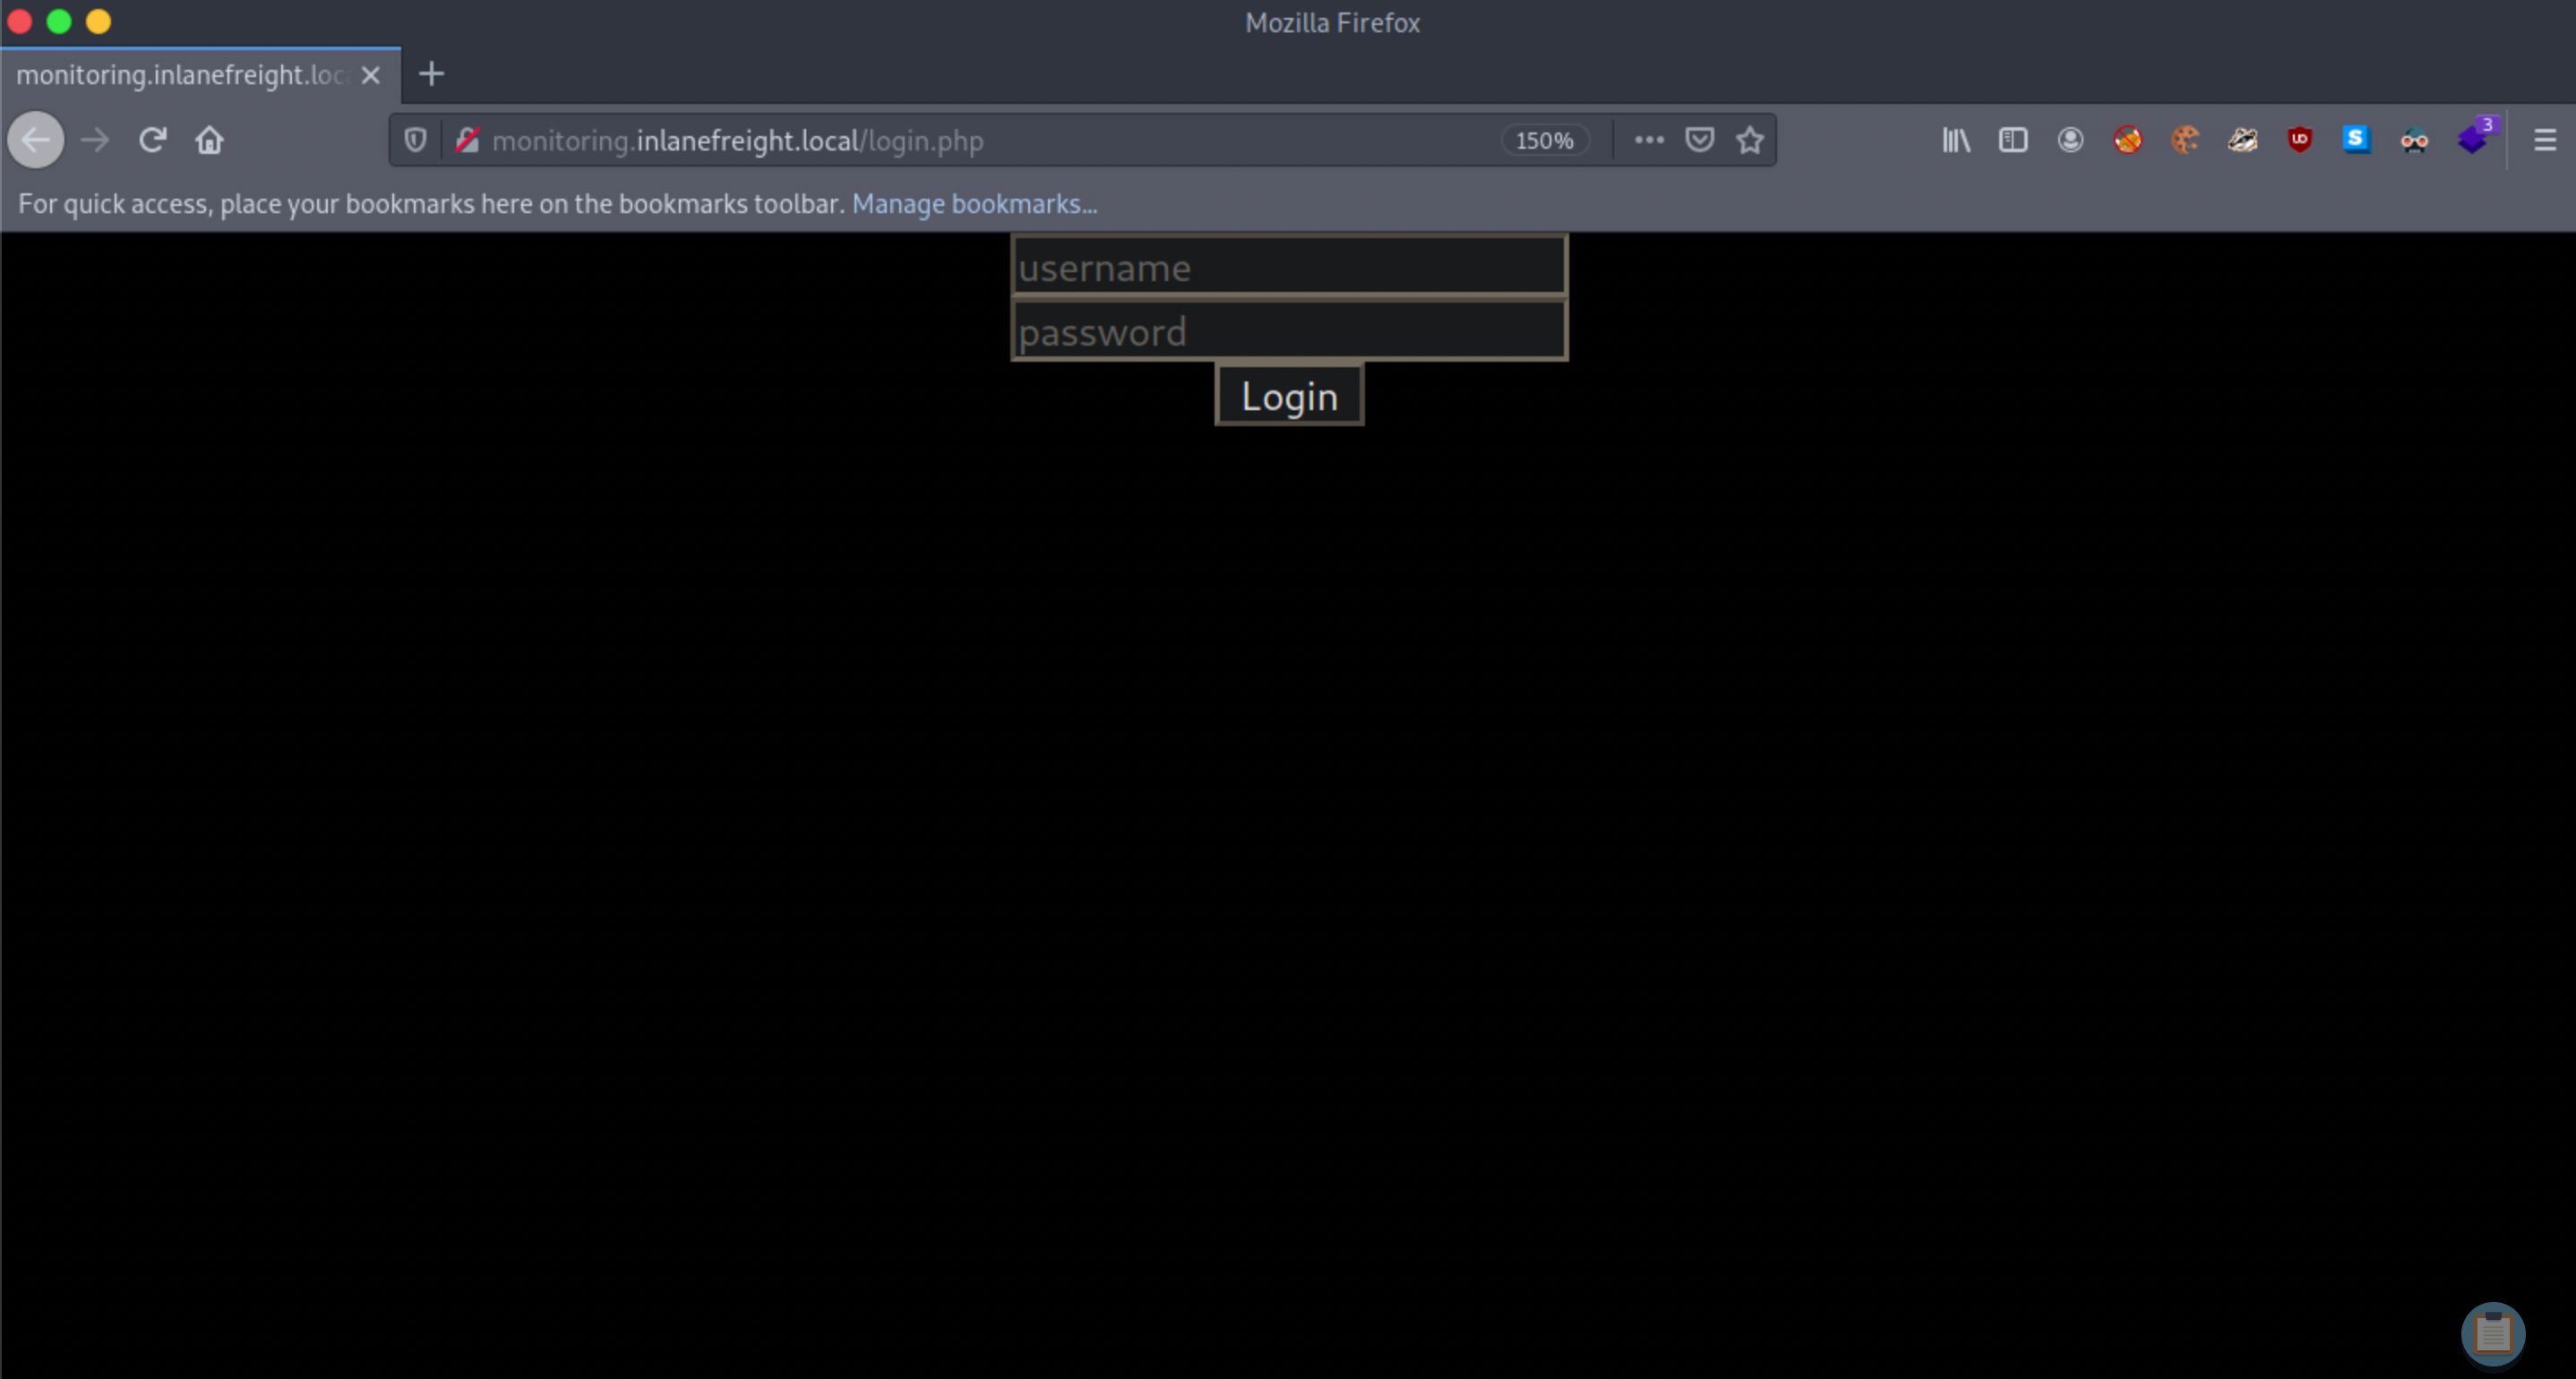 Mozilla Firefox
monitoring.inlanefreight.loc
monitoring.inlanefreight.local/login.php 150% 3
For quick access, place your bookmarks here on the bookmarks toolbar. Manage bookmarks...
username
password
Login